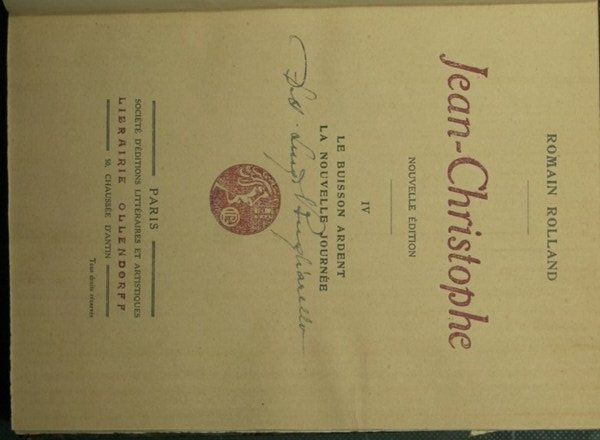 ROMAIN ROLLAND
Jean-Christophe
NOUVELLE ÉDITION
IV
LE BUISSON ARDENT
LA NOUVELLE JOURNÉE
PARIS
SOCIÉTÉ D'ÉDITIONS LITTÉRAIRES ET ARTISTIQUES
LIBRAIRIE OLLENDORFF
50, CHAUSSÉE D'ANTIN
Tous droits réservés